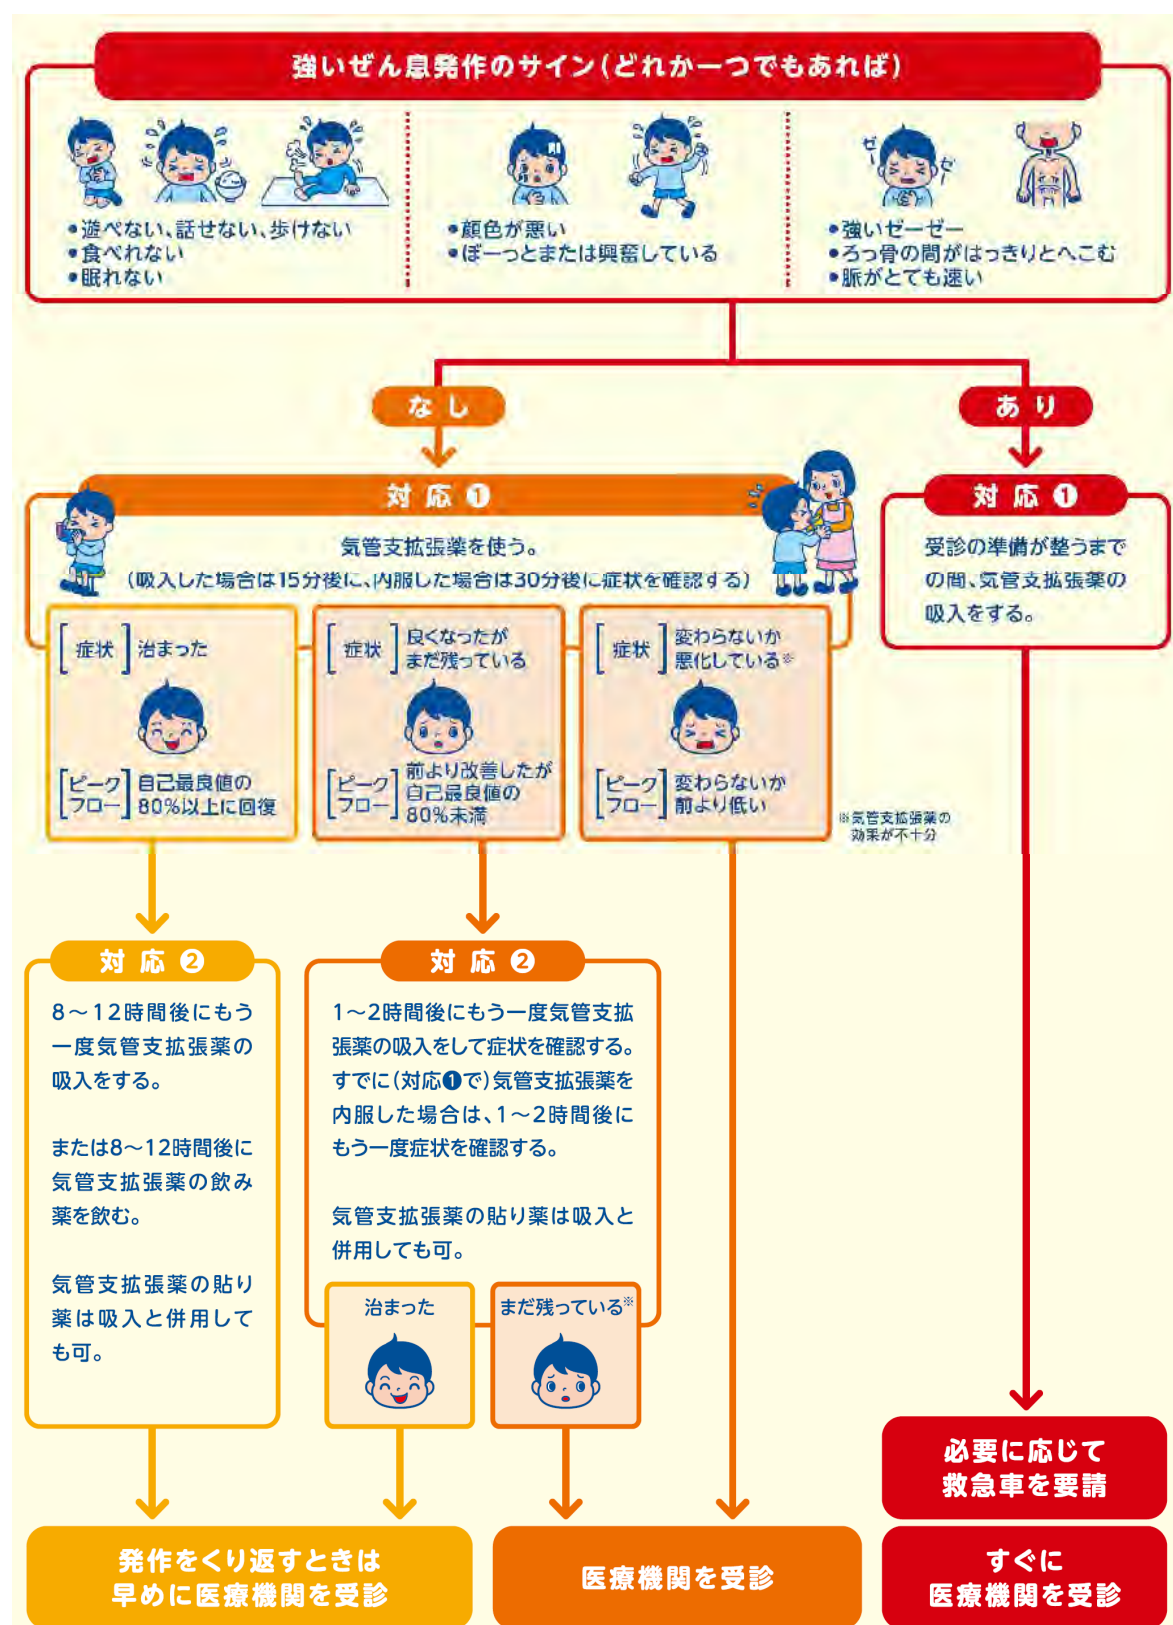 強いぜん息発作のサイン(どれか一つでもあれば)
●遊べない、話せない、歩けない
●食べれない
●眠れない
●顔色が悪い
●ぼーっとまたは興奮している
ゼー
ゼー
●強いゼーゼー
●ろっ骨の間がはっきりとへこむ
●脈がとても速い
なし
あり
対応❶
気管支拡張薬を使う。
(吸入した場合は15分後に、内服した場合は30分後に症状を確認する)
[症状]治まった
[ピークフロー]自己最良値の
80%以上に回復
[症状]良くなったが
まだ残っている
[ピークフロー]前より改善したが
自己最良値の
80%未満
[症状]変わらないか
悪化している※
[ピークフロー]変わらないか
前より低い
※気管支拡張薬の
効果が不十分
対応❶
受診の準備が整うまで
の間、気管支拡張薬の
吸入をする。
対応❷
8〜12時間後にもう
一度気管支拡張薬の
吸入をする。
または8〜12時間後に
気管支拡張薬の飲み
薬を飲む。
気管支拡張薬の貼り
薬は吸入と併用して
も可。
対応❷
1〜2時間後にもう一度気管支拡
張薬の吸入をして症状を確認する。
すでに(対応❶で)気管支拡張薬を
内服した場合は、1〜2時間後に
もう一度症状を確認する。
気管支拡張薬の貼り薬は吸入と
併用しても可。
治まった
まだ残っている※
発作をくり返すときは
早めに医療機関を受診
医療機関を受診
必要に応じて
救急車を要請
すぐに
医療機関を受診